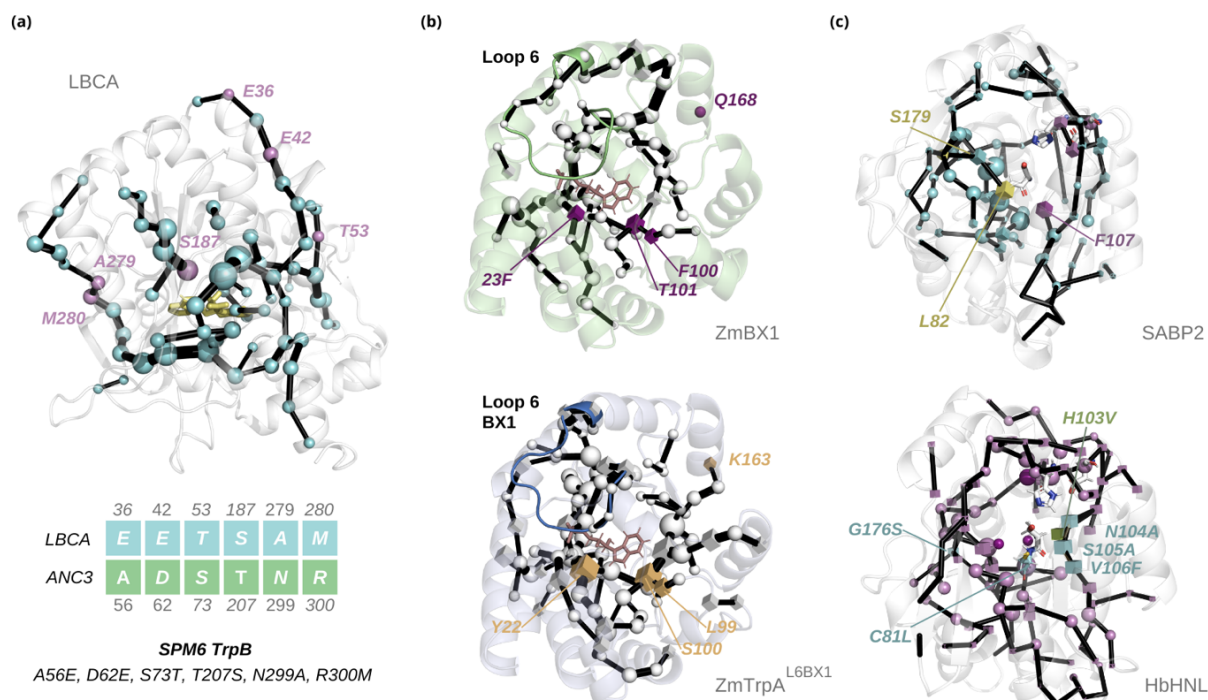 (a)
LBCA
E36
E42
T53
S187
A279
M280
36 42 53 187 279 280
LBCA E E T S A M
ANC3 A D S T N R
56 62 73 207 299 300
SPM6 TrpB
A56E, D62E, S73T, T207S, N299A, R300M
(b)
Loop 6
Q168
23F
F100
T101
ZmBX1
Loop 6
BX1
K163
Y22
L99
S100
ZmTrpA^L6BX1
(c)
S179
F107
L82
SABP2
H103V
G176S
N104A
S105A
V106F
C81L
HbHNL